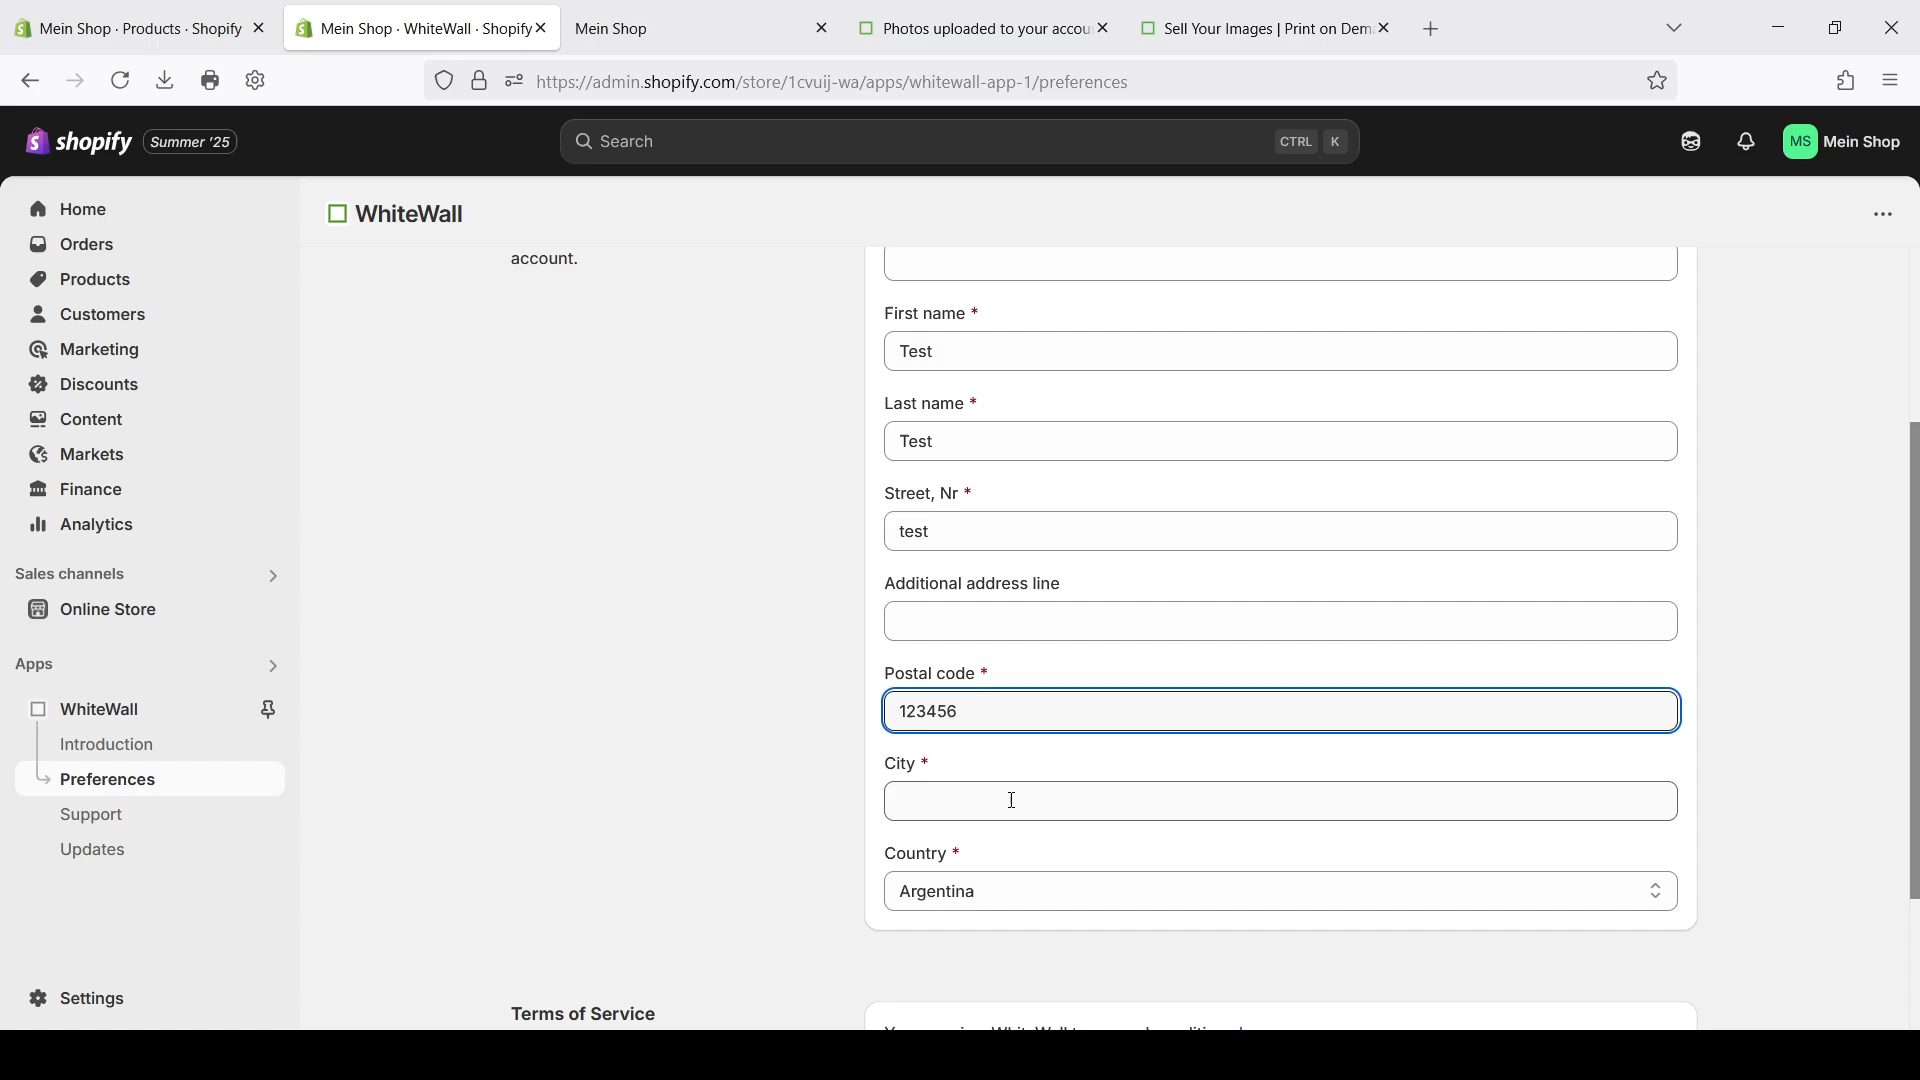 Mein Shop · Products · Shopify
Mein Shop · WhiteWall · Shopify
Mein Shop
Photos uploaded to your accou
Sell Your Images | Print on Dem
https://admin.shopify.com/store/1cvuij-wa/apps/whitewall-app-1/preferences
shopify
Summer '25
Search
CTRL
K
MS
Mein Shop
Home
Orders
Products
Customers
Marketing
Discounts
Content
Markets
Finance
Analytics
Sales channels
Online Store
Apps
WhiteWall
Introduction
Preferences
Support
Updates
Settings
WhiteWall
account.
First name *
Test
Last name *
Test
Street, Nr *
test
Additional address line
Postal code *
123456
City *
Country *
Argentina
Terms of Service